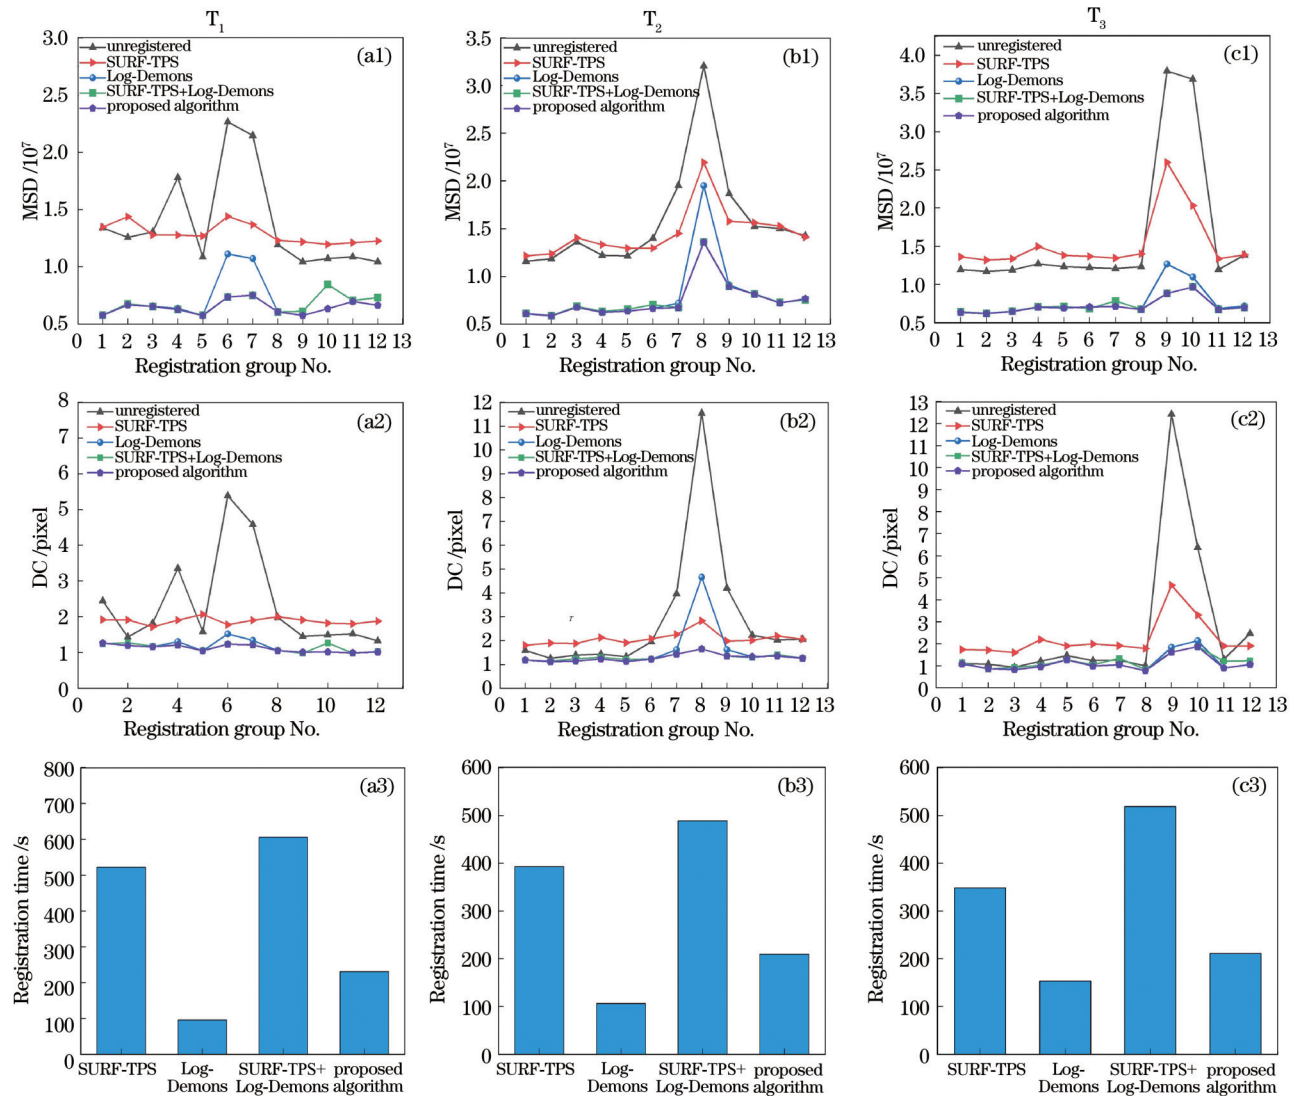 T1
3.0
2.5
2.0
1.5
1.0
0.5
MSD /10^7
unregistered
SURF-TPS
Log-Demons
SURF-TPS+Log-Demons
proposed algorithm
(a1)
0 1 2 3 4 5 6 7 8 9 10 11 12 13
Registration group No.
T2
3.5
3.0
2.5
2.0
1.5
1.0
0.5
MSD /10^7
unregistered
SURF-TPS
Log-Demons
SURF-TPS+Log-Demons
proposed algorithm
(b1)
0 1 2 3 4 5 6 7 8 9 10 11 12 13
Registration group No.
T3
4.0
3.5
3.0
2.5
2.0
1.5
1.0
0.5
MSD /10^7
unregistered
SURF-TPS
Log-Demons
SURF-TPS+Log-Demons
proposed algorithm
(c1)
0 1 2 3 4 5 6 7 8 9 10 11 12 13
Registration group No.
8
7
6
5
4
3
2
1
0
DC /pixel
unregistered
SURF-TPS
Log-Demons
SURF-TPS+Log-Demons
proposed algorithm
(a2)
0 2 4 6 8 10 12
Registration group No.
12
11
10
9
8
7
6
5
4
3
2
1
0
DC /pixel
unregistered
SURF-TPS
Log-Demons
SURF-TPS+Log-Demons
proposed algorithm
(b2)
T
0 1 2 3 4 5 6 7 8 9 10 11 12 13
Registration group No.
13
12
11
10
9
8
7
6
5
4
3
2
1
0
DC /pixel
unregistered
SURF-TPS
Log-Demons
SURF-TPS+Log-Demons
proposed algorithm
(c2)
0 1 2 3 4 5 6 7 8 9 10 11 12 13
Registration group No.
800
700
600
500
400
300
200
100
0
Registration time /s
(a3)
SURF-TPS
Log-
Demons
SURF-TPS+
Log-Demons
proposed
algorithm
600
500
400
300
200
100
0
Registration time /s
(b3)
SURF-TPS
Log-
Demons
SURF-TPS+
Log-Demons
proposed
algorithm
600
500
400
300
200
100
0
Registration time /s
(c3)
SURF-TPS
Log-
Demons
SURF-TPS+
Log-Demons
proposed
algorithm